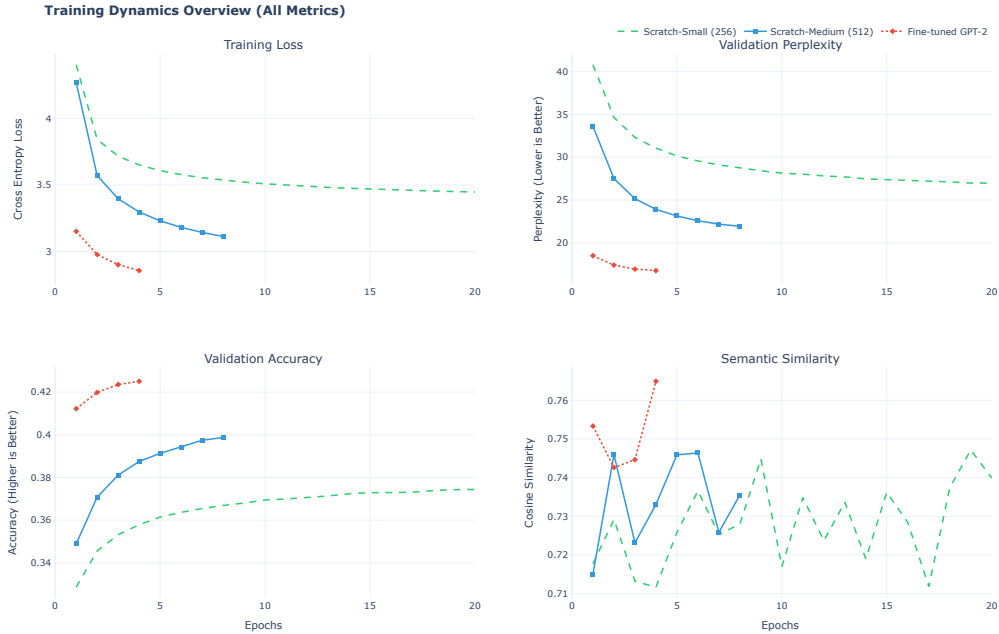 Training Dynamics Overview (All Metrics)
Scratch-Small (256) Scratch-Medium (512) Fine-tuned GPT-2
Training Loss
Cross Entropy Loss
4
3.5
3
0 5 10 15 20
Validation Perplexity
Perplexity (Lower is Better)
40
35
30
25
20
0 5 10 15 20
Validation Accuracy
Accuracy (Higher is Better)
0.42
0.4
0.38
0.36
0.34
0 5 10 15 20
Epochs
Semantic Similarity
Cosine Similarity
0.76
0.75
0.74
0.73
0.72
0.71
0 5 10 15 20
Epochs